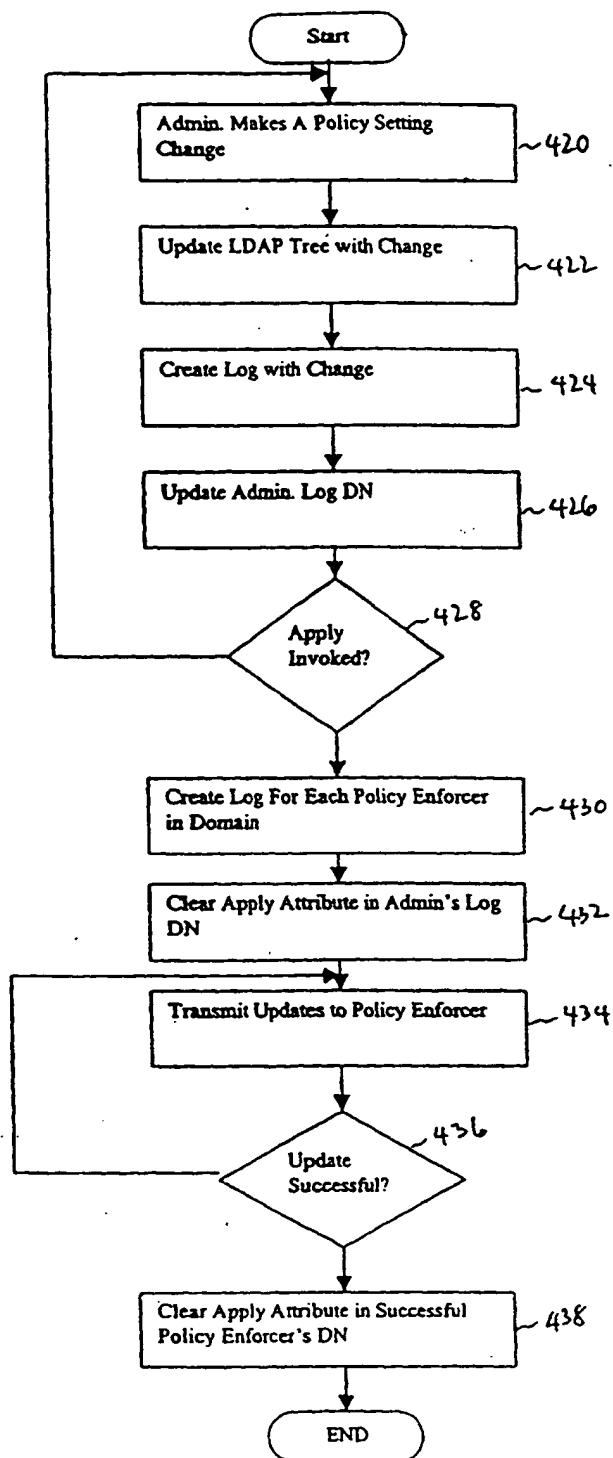 Start
Admin. Makes A Policy Setting
Change
420
Update LDAP Tree with Change
422
Create Log with Change
424
Update Admin. Log DN
426
428
Apply
Invoked?
Create Log For Each Policy Enforcer
in Domain
430
Clear Apply Attribute in Admin's Log
DN
432
Transmit Updates to Policy Enforcer
434
436
Update
Successful?
Clear Apply Attribute in Successful
Policy Enforcer's DN
438
END